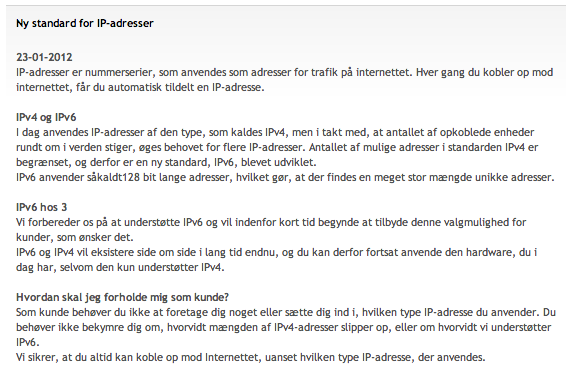 Ny standard for IP-adresser
23-01-2012
IP-adresser er nummerserier, som anvendes som adresser for trafik på internettet. Hver gang du kobler op mod
internettet, får du automatisk tildelt en IP-adresse.
IPv4 og IPv6
I dag anvendes IP-adresser af den type, som kaldes IPv4, men i takt med, at antallet af opkoblede enheder
rundt om i verden stiger, øges behovet for flere IP-adresser. Antallet af mulige adresser i standarden IPv4 er
begrænset, og derfor er en ny standard, IPv6, blevet udviklet.
IPv6 anvender såkaldt128 bit lange adresser, hvilket gør, at der findes en meget stor mængde unikke adresser.
IPv6 hos 3
Vi forbereder os på at understøtte IPv6 og vil indenfor kort tid begynde at tilbyde denne valgmulighed for
kunder, som ønsker det.
IPv6 og IPv4 vil eksistere side om side i lang tid endnu, og du kan derfor fortsat anvende den hardware, du i
dag har, selvom den kun understøtter IPv4.
Hvordan skal jeg forholde mig som kunde?
Som kunde behøver du ikke at foretage dig noget eller sætte dig ind i, hvilken type IP-adresse du anvender. Du
behøver ikke bekymre dig om, hvorvidt mængden af IPv4-adresser slipper op, eller om hvorvidt vi understøtter
IPv6.
Vi sikrer, at du altid kan koble op mod Internettet, uanset hvilken type IP-adresse, der anvendes.